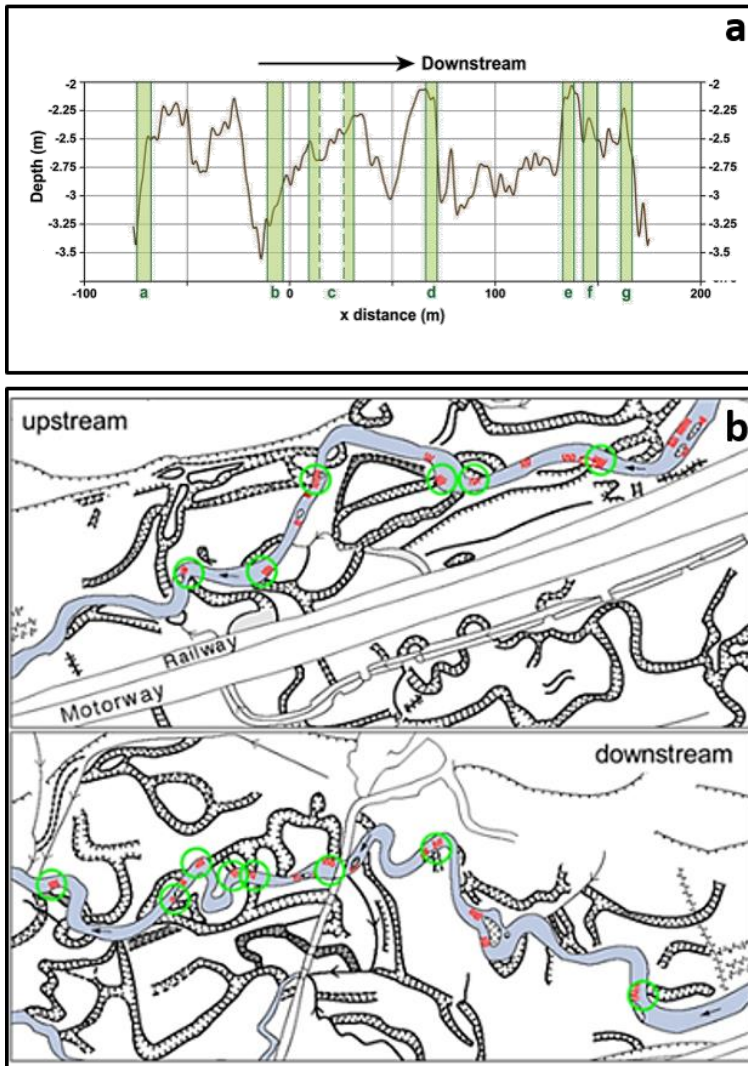 a
Downstream
-2
-2
-2.25
-2.25
-2.5
-2.5
-2.75
-2.75
-3
-3
-3.25
-3.25
-3.5
-3.5
Depth (m)
-100
a
b
0
c
d
100
e
f
g
200
x distance (m)
upstream
b
Railway
Motorway
downstream